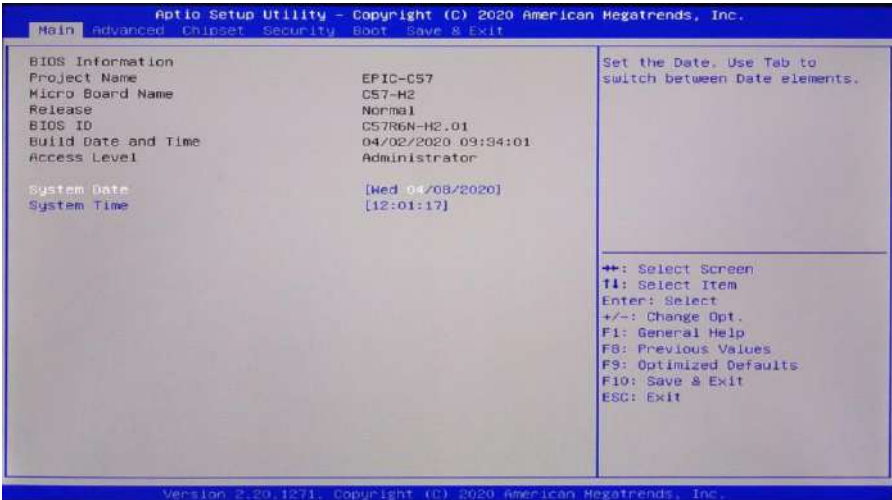 Aptio Setup Utility – Copyright (C) 2020 American Megatrends, Inc.
Main Advanced Chipset Security Boot Save & Exit
BIOS Information
Project Name EPIC-C57
Micro Board Name C57-H2
Release Normal
BIOS ID C57R6N-H2.01
Build Date and Time 04/02/2020 09:34:01
Access Level Administrator
System Date [Wed 04/08/2020]
System Time [12:01:17]
Set the Date. Use Tab to
switch between Date elements.
→←: Select Screen
↑↓: Select Item
Enter: Select
+/-: Change Opt.
F1: General Help
F8: Previous Values
F9: Optimized Defaults
F10: Save & Exit
ESC: Exit
Version 2.20.1271. Copyright (C) 2020 American Megatrends, Inc.